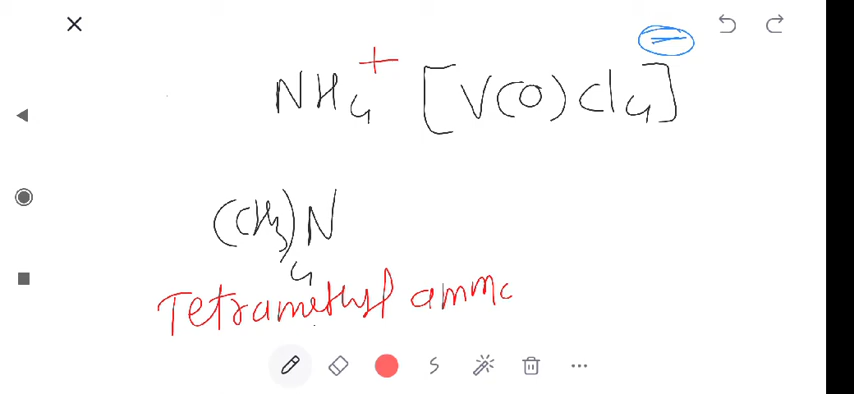 NH4+ [V(O)Cl4]=
(CH3)4N
Tetramethyl ammo
S